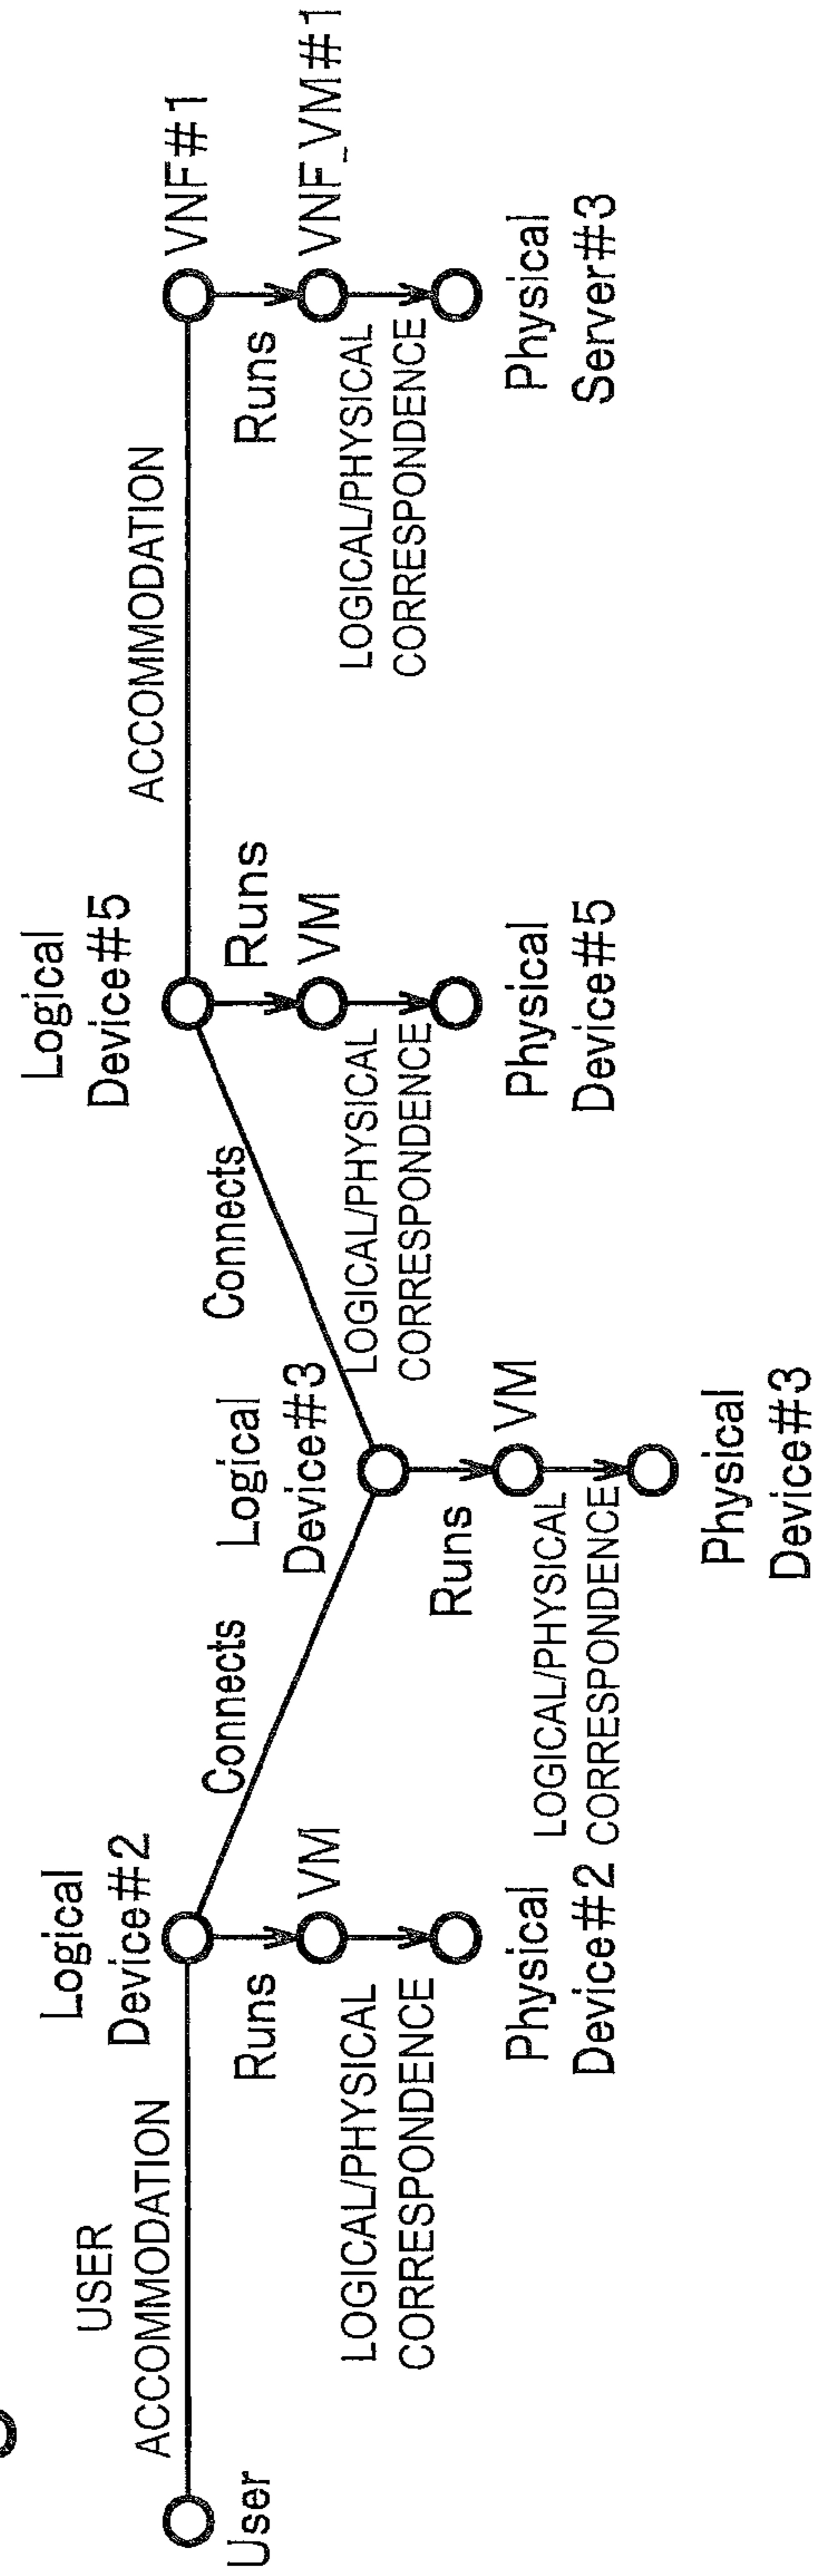 USER
ACCOMMODATION
User
Logical
Device#2
Runs
VM
LOGICAL/PHYSICAL
CORRESPONDENCE
Physical
Device#2
Connects
Logical
Device#3
Runs
VM
LOGICAL/PHYSICAL
CORRESPONDENCE
Physical
Device#3
Connects
Logical
Device#5
Runs
VM
LOGICAL/PHYSICAL
CORRESPONDENCE
Physical
Device#5
ACCOMMODATION
VNF#1
Runs
VNF_VM#1
LOGICAL/PHYSICAL
CORRESPONDENCE
Physical
Server#3